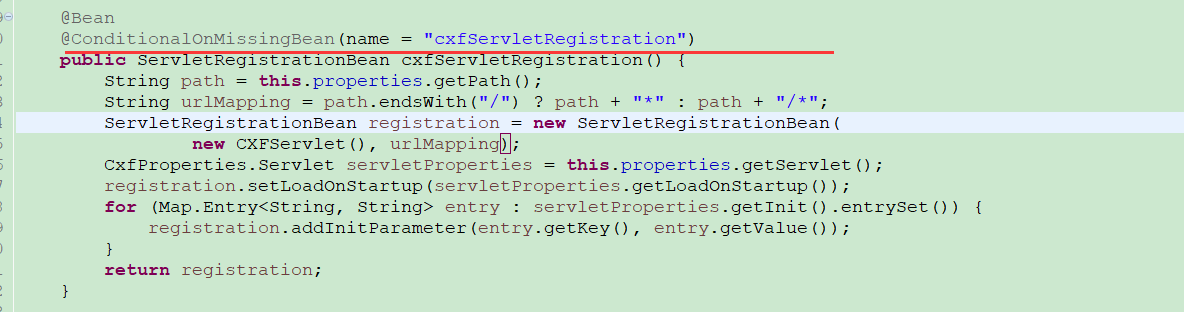 @Bean
@ConditionalOnMissingBean(name = "cxfServletRegistration")
public ServletRegistrationBean cxfServletRegistration() {
String path = this.properties.getPath();
String urlMapping = path.endsWith("/") ? path + "*" : path + "/*";
ServletRegistrationBean registration = new ServletRegistrationBean(
new CXFServlet(), urlMapping);
CxfProperties.Servlet servletProperties = this.properties.getServlet();
registration.setLoadOnStartup(servletProperties.getLoadOnStartup());
for (Map.Entry<String, String> entry : servletProperties.getInit().entrySet()) {
registration.addInitParameter(entry.getKey(), entry.getValue());
}
return registration;
}